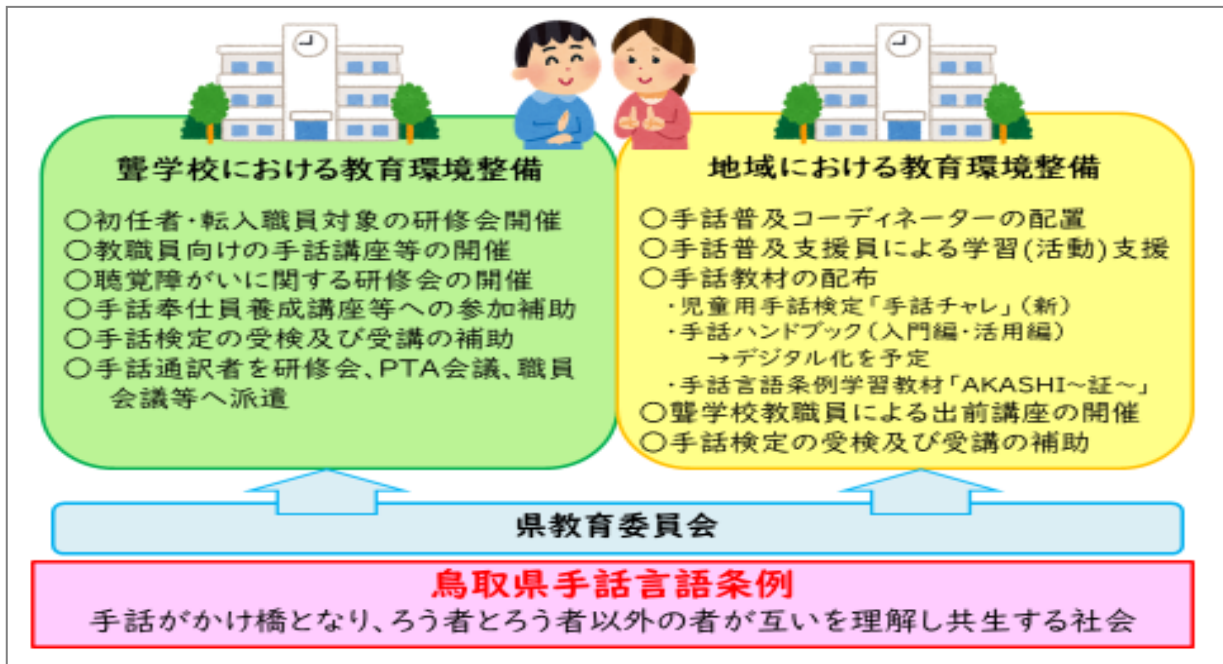 聾学校における教育環境整備
○初任者・転入職員対象の研修会開催
○教職員向けの手話講座等の開催
○聴覚障がいに関する研修会の開催
○手話奉仕員養成講座等への参加補助
○手話検定の受検及び受講の補助
○手話通訳者を研修会、PTA会議、職員
会議等へ派遣
地域における教育環境整備
○手話普及コーディネーターの配置
○手話普及支援員による学習(活動)支援
○手話教材の配布
・児童用手話検定「手話チャレ」(新)
・手話ハンドブック(入門編・活用編)
→デジタル化を予定
・手話言語条例学習教材「AKASHI~証~」
○聾学校教職員による出前講座の開催
○手話検定の受検及び受講の補助
県教育委員会
鳥取県手話言語条例
手話がかけ橋となり、ろう者とろう者以外の者が互いを理解し共生する社会